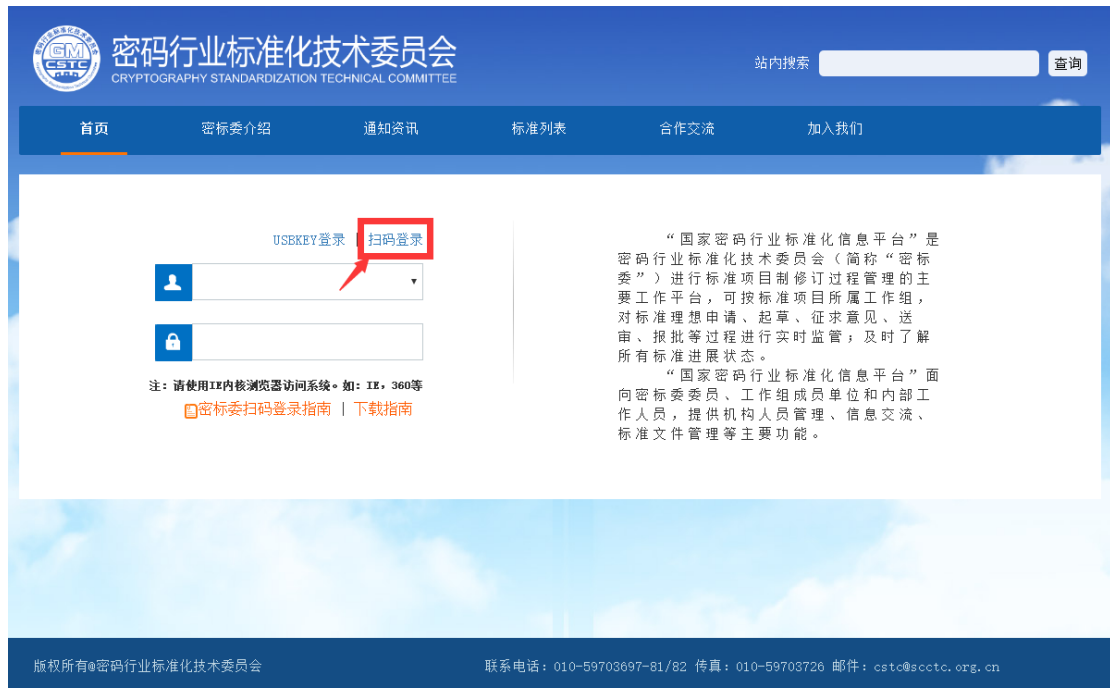 GM
CSTC
密码行业标准化技术委员会
CRYPTOGRAPHY STANDARDIZATION TECHNICAL COMMITTEE
站内搜索 查询
首页 密标委介绍 通知资讯 标准列表 合作交流 加入我们
USBKEY登录 | 扫码登录
注：请使用IE内核浏览器访问系统。如：IE，360等
密标委扫码登录指南 | 下载指南
“国家密码行业标准化信息平台”是
密码行业标准化技术委员会（简称“密标
委”）进行标准项目制修订过程管理的主
要工作平台，可按标准项目所属工作组，
对标准理想申请、起草、征求意见、送
审、报批等过程进行实时监管；及时了解
所有标准进展状态。
“国家密码行业标准化信息平台”面
向密标委委员、工作组成员单位和内部工
作人员，提供机构人员管理、信息交流、
标准文件管理等主要功能。
版权所有@密码行业标准化技术委员会
联系电话：010-59703697-81/82 传真：010-59703726 邮件：cstc@scctc.org.cn